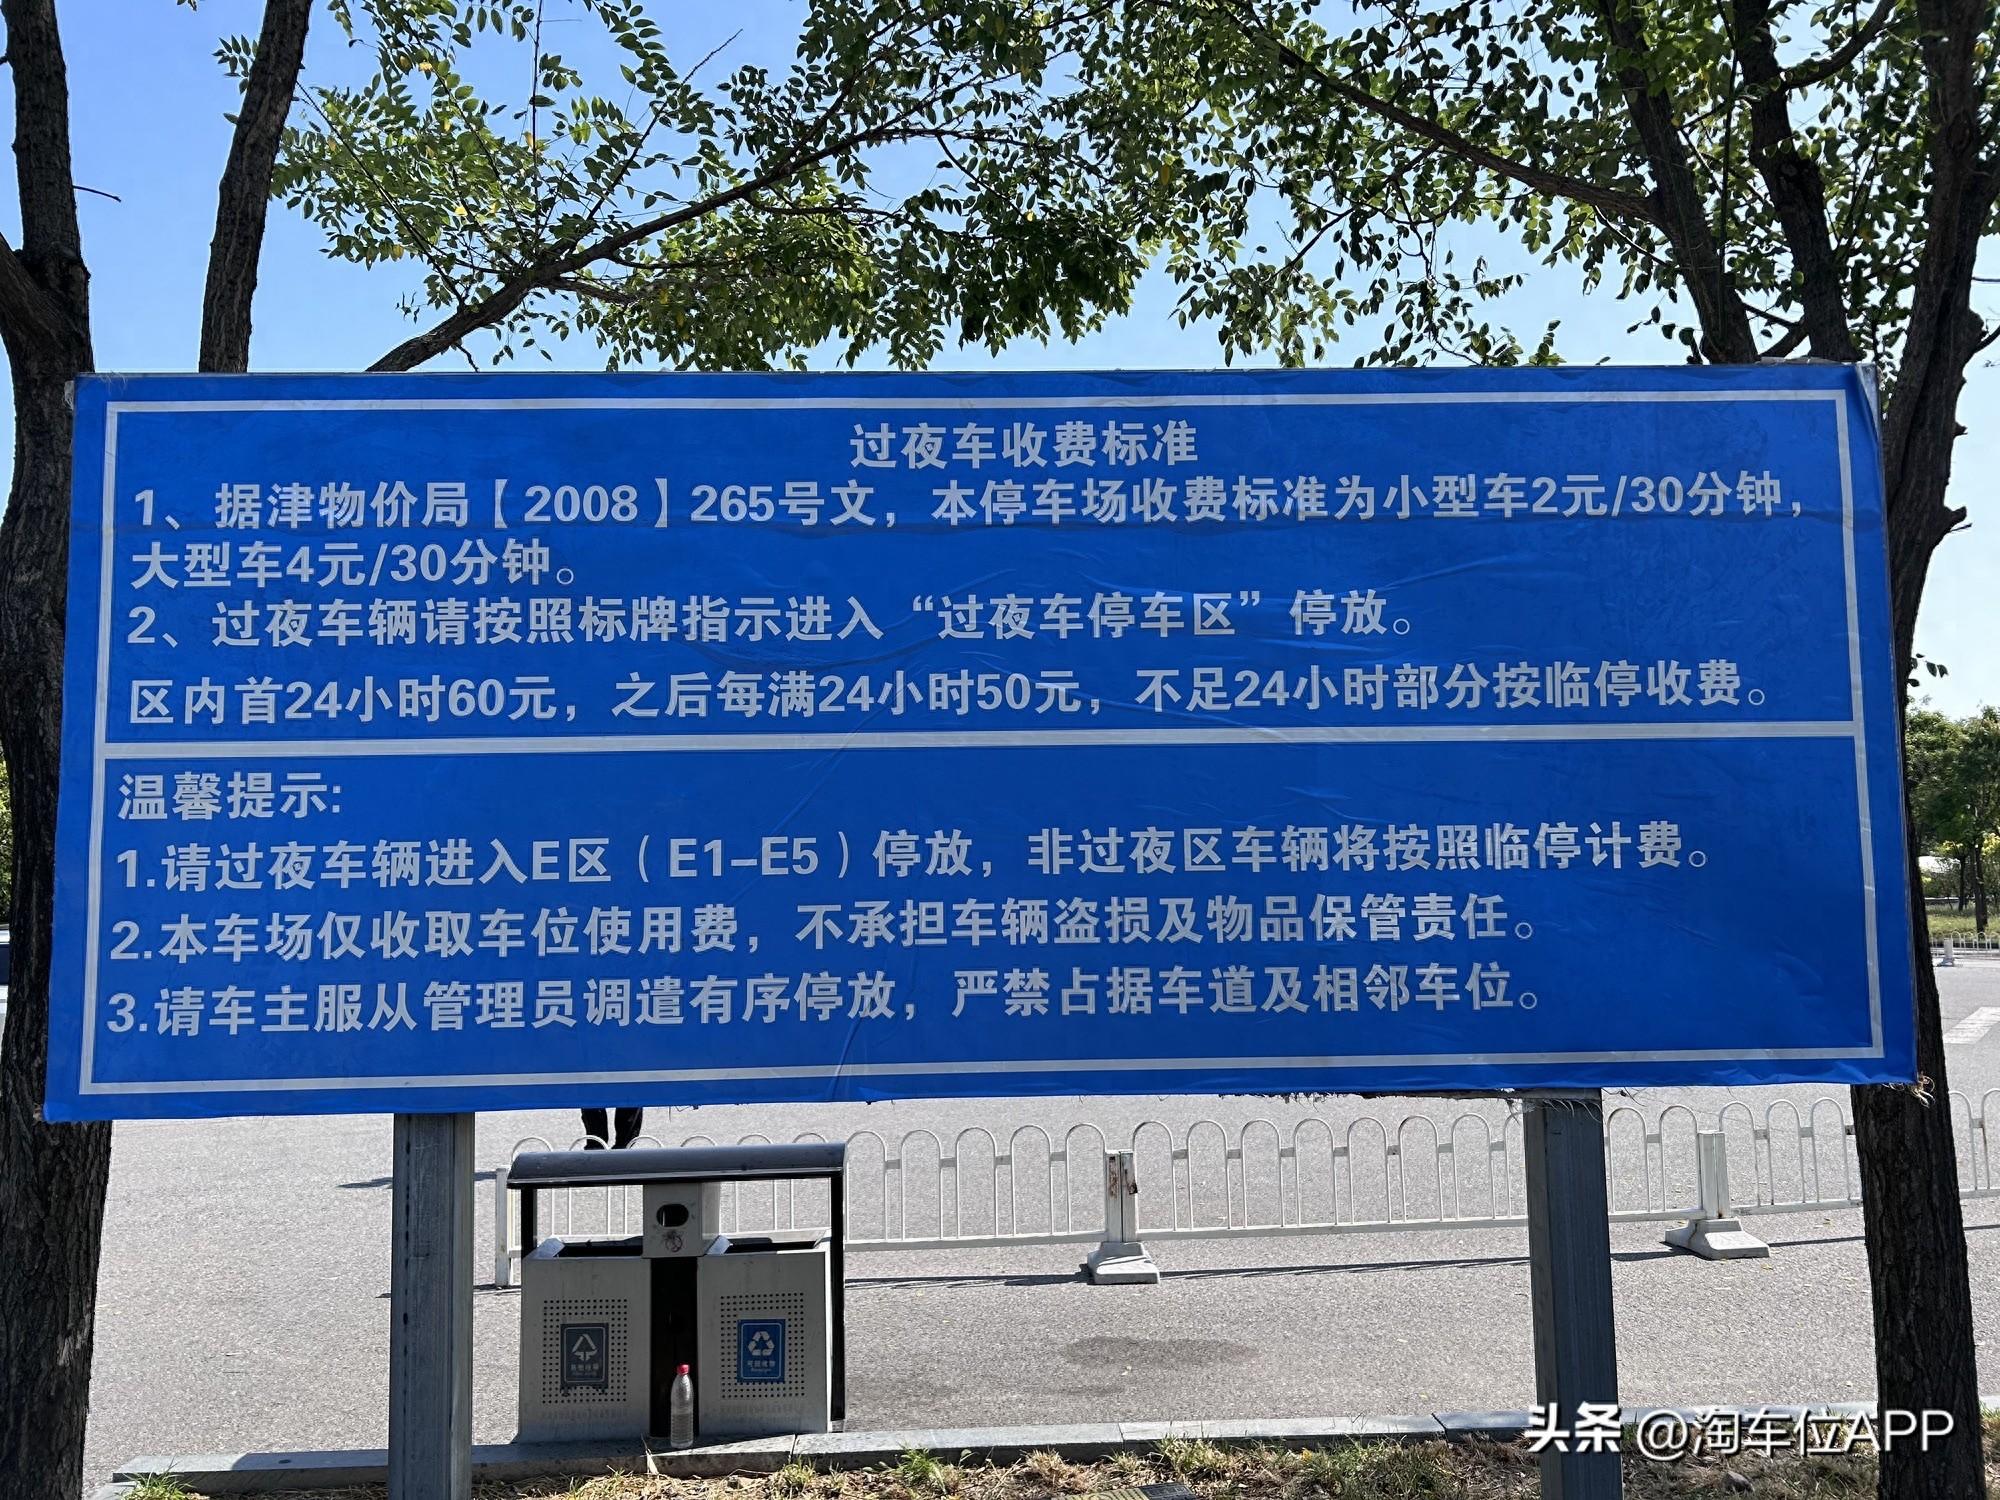 过夜车收费标准
1、据津物价局【2008】265号文，本停车场收费标准为小型车2元/30分钟，
大型车4元/30分钟。
2、过夜车辆请按照标牌指示进入“过夜车停车区”停放。
区内首24小时60元，之后每满24小时50元，不足24小时部分按临停收费。
温馨提示:
1.请过夜车辆进入E区（E1-E5）停放，非过夜区车辆将按照临停计费。
2.本车场仅收取车位使用费，不承担车辆盗损及物品保管责任。
3.请车主服从管理员调遣有序停放，严禁占据车道及相邻车位。
可回收物
头条 @淘车位APP